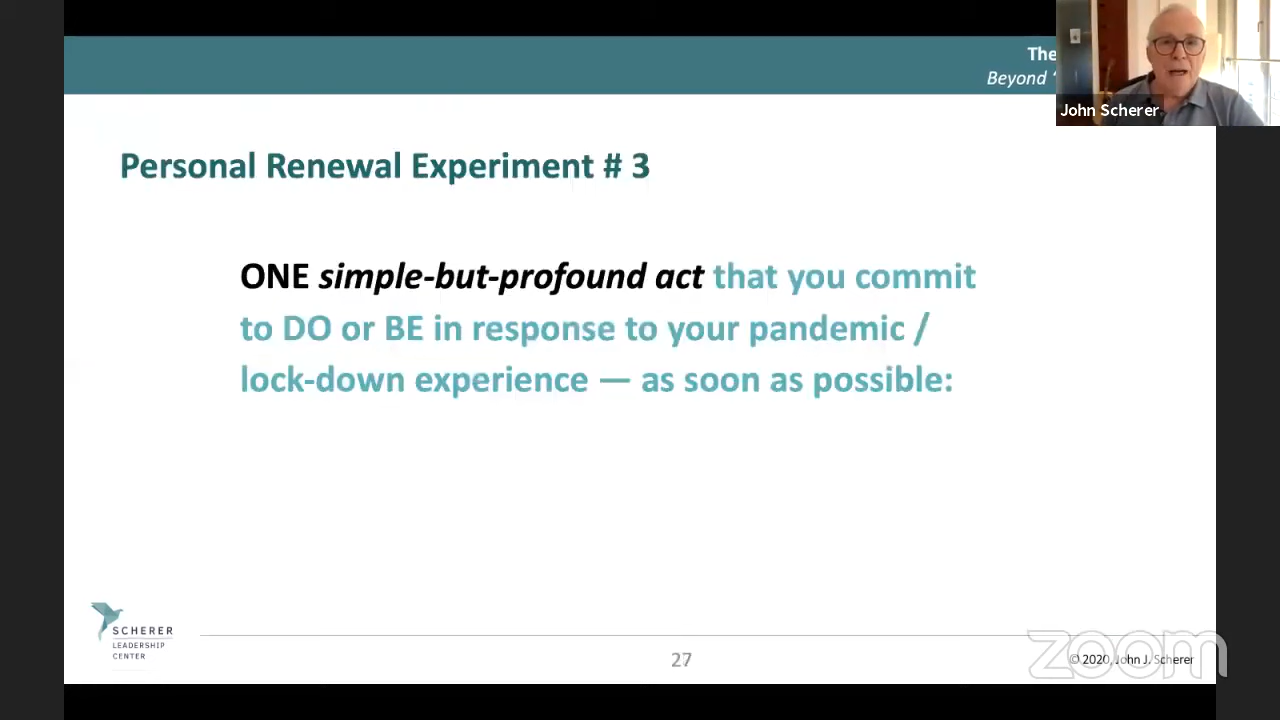 The
Beyond
John Scherer
Personal Renewal Experiment # 3
ONE simple-but-profound act that you commit
to DO or BE in response to your pandemic /
lock-down experience — as soon as possible:
SCHERER
LEADERSHIP
CENTER
27
zoom
© 2020, John J. Scherer